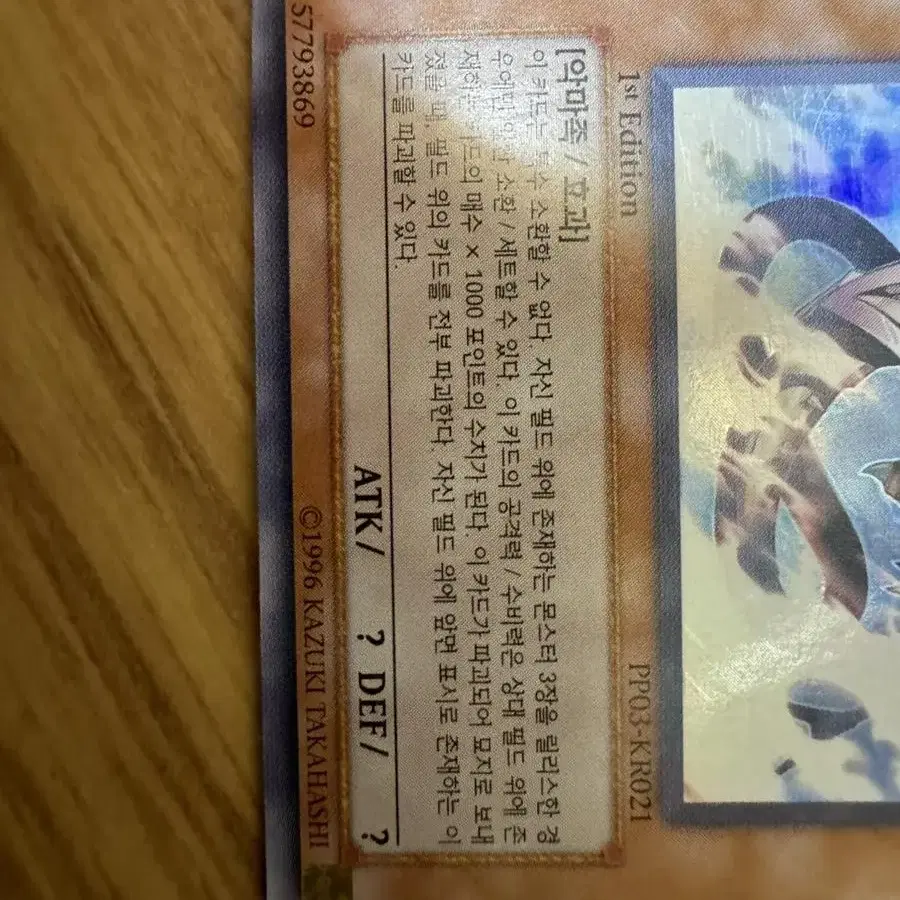 1st Edition PP03-KR021
[악마족 / 효과]
이 카드는 특수 소환할 수 없다. 자신 필드 위에 존재하는 몬스터 3장을 릴리스한 경
우에만 일반 소환 / 세트할 수 있다. 이 카드의 공격력 / 수비력은 상대 필드 위에 존
재하는 카드의 매수 × 1000 포인트의 수치가 된다. 이 카드가 파괴되어 묘지로 보내
졌을 때, 필드 위의 카드를 전부 파괴한다. 자신 필드 위에 앞면 표시로 존재하는 이
카드를 파괴할 수 있다.
ATK/ ? DEF/ ?
57793869 ©1996 KAZUKI TAKAHASHI